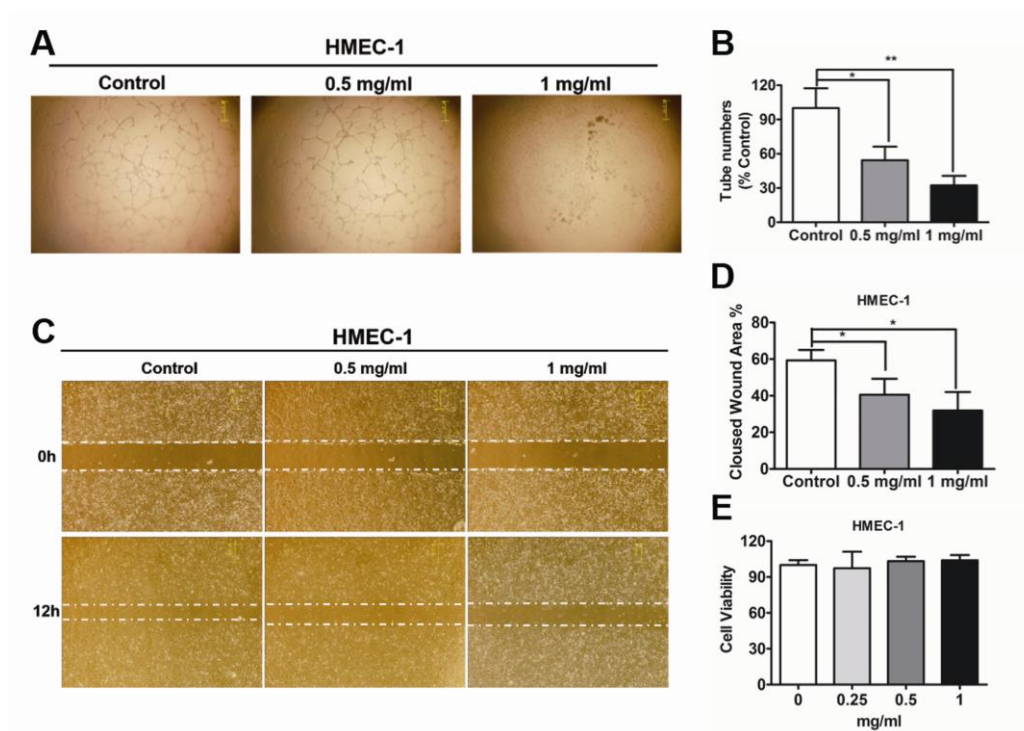 A
HMEC-1
Control 0.5 mg/ml 1 mg/ml
B
**
*
120
90
60
30
0
Tube numbers
(% Control)
Control 0.5 mg/ml 1 mg/ml
C
HMEC-1
Control 0.5 mg/ml 1 mg/ml
0h
12h
D
HMEC-1
*
*
80
60
40
20
0
Cloused Wound Area %
Control 0.5 mg/ml 1 mg/ml
E
HMEC-1
120
90
60
30
0
Cell Viability
0 0.25 0.5 1
mg/ml